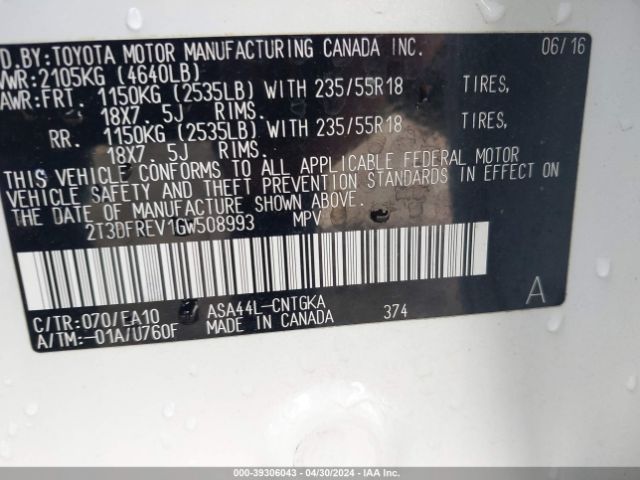 D.BY:TOYOTA MOTOR MANUFACTURING CANADA INC. 06/16
VWR:2105KG (4640LB)
AWR:FRT. 1150KG (2535LB) WITH 235/55R18 TIRES,
18X7. 5J RIMS.
RR. 1150KG (2535LB) WITH 235/55R18 TIRES,
18X7. 5J RIMS.
THIS VEHICLE CONFORMS TO ALL APPLICABLE FEDERAL MOTOR
VEHICLE SAFETY AND THEFT PREVENTION STANDARDS IN EFFECT ON
THE DATE OF MANUFACTURE SHOWN ABOVE.
2T3DFREV1GW508993 MPV
A
C/TR:070/EA10 ASA44L-CNTGKA 374
A/TM:-01A/U760F MADE IN CANADA
000-39306043 - 04/30/2024 - IAA Inc.